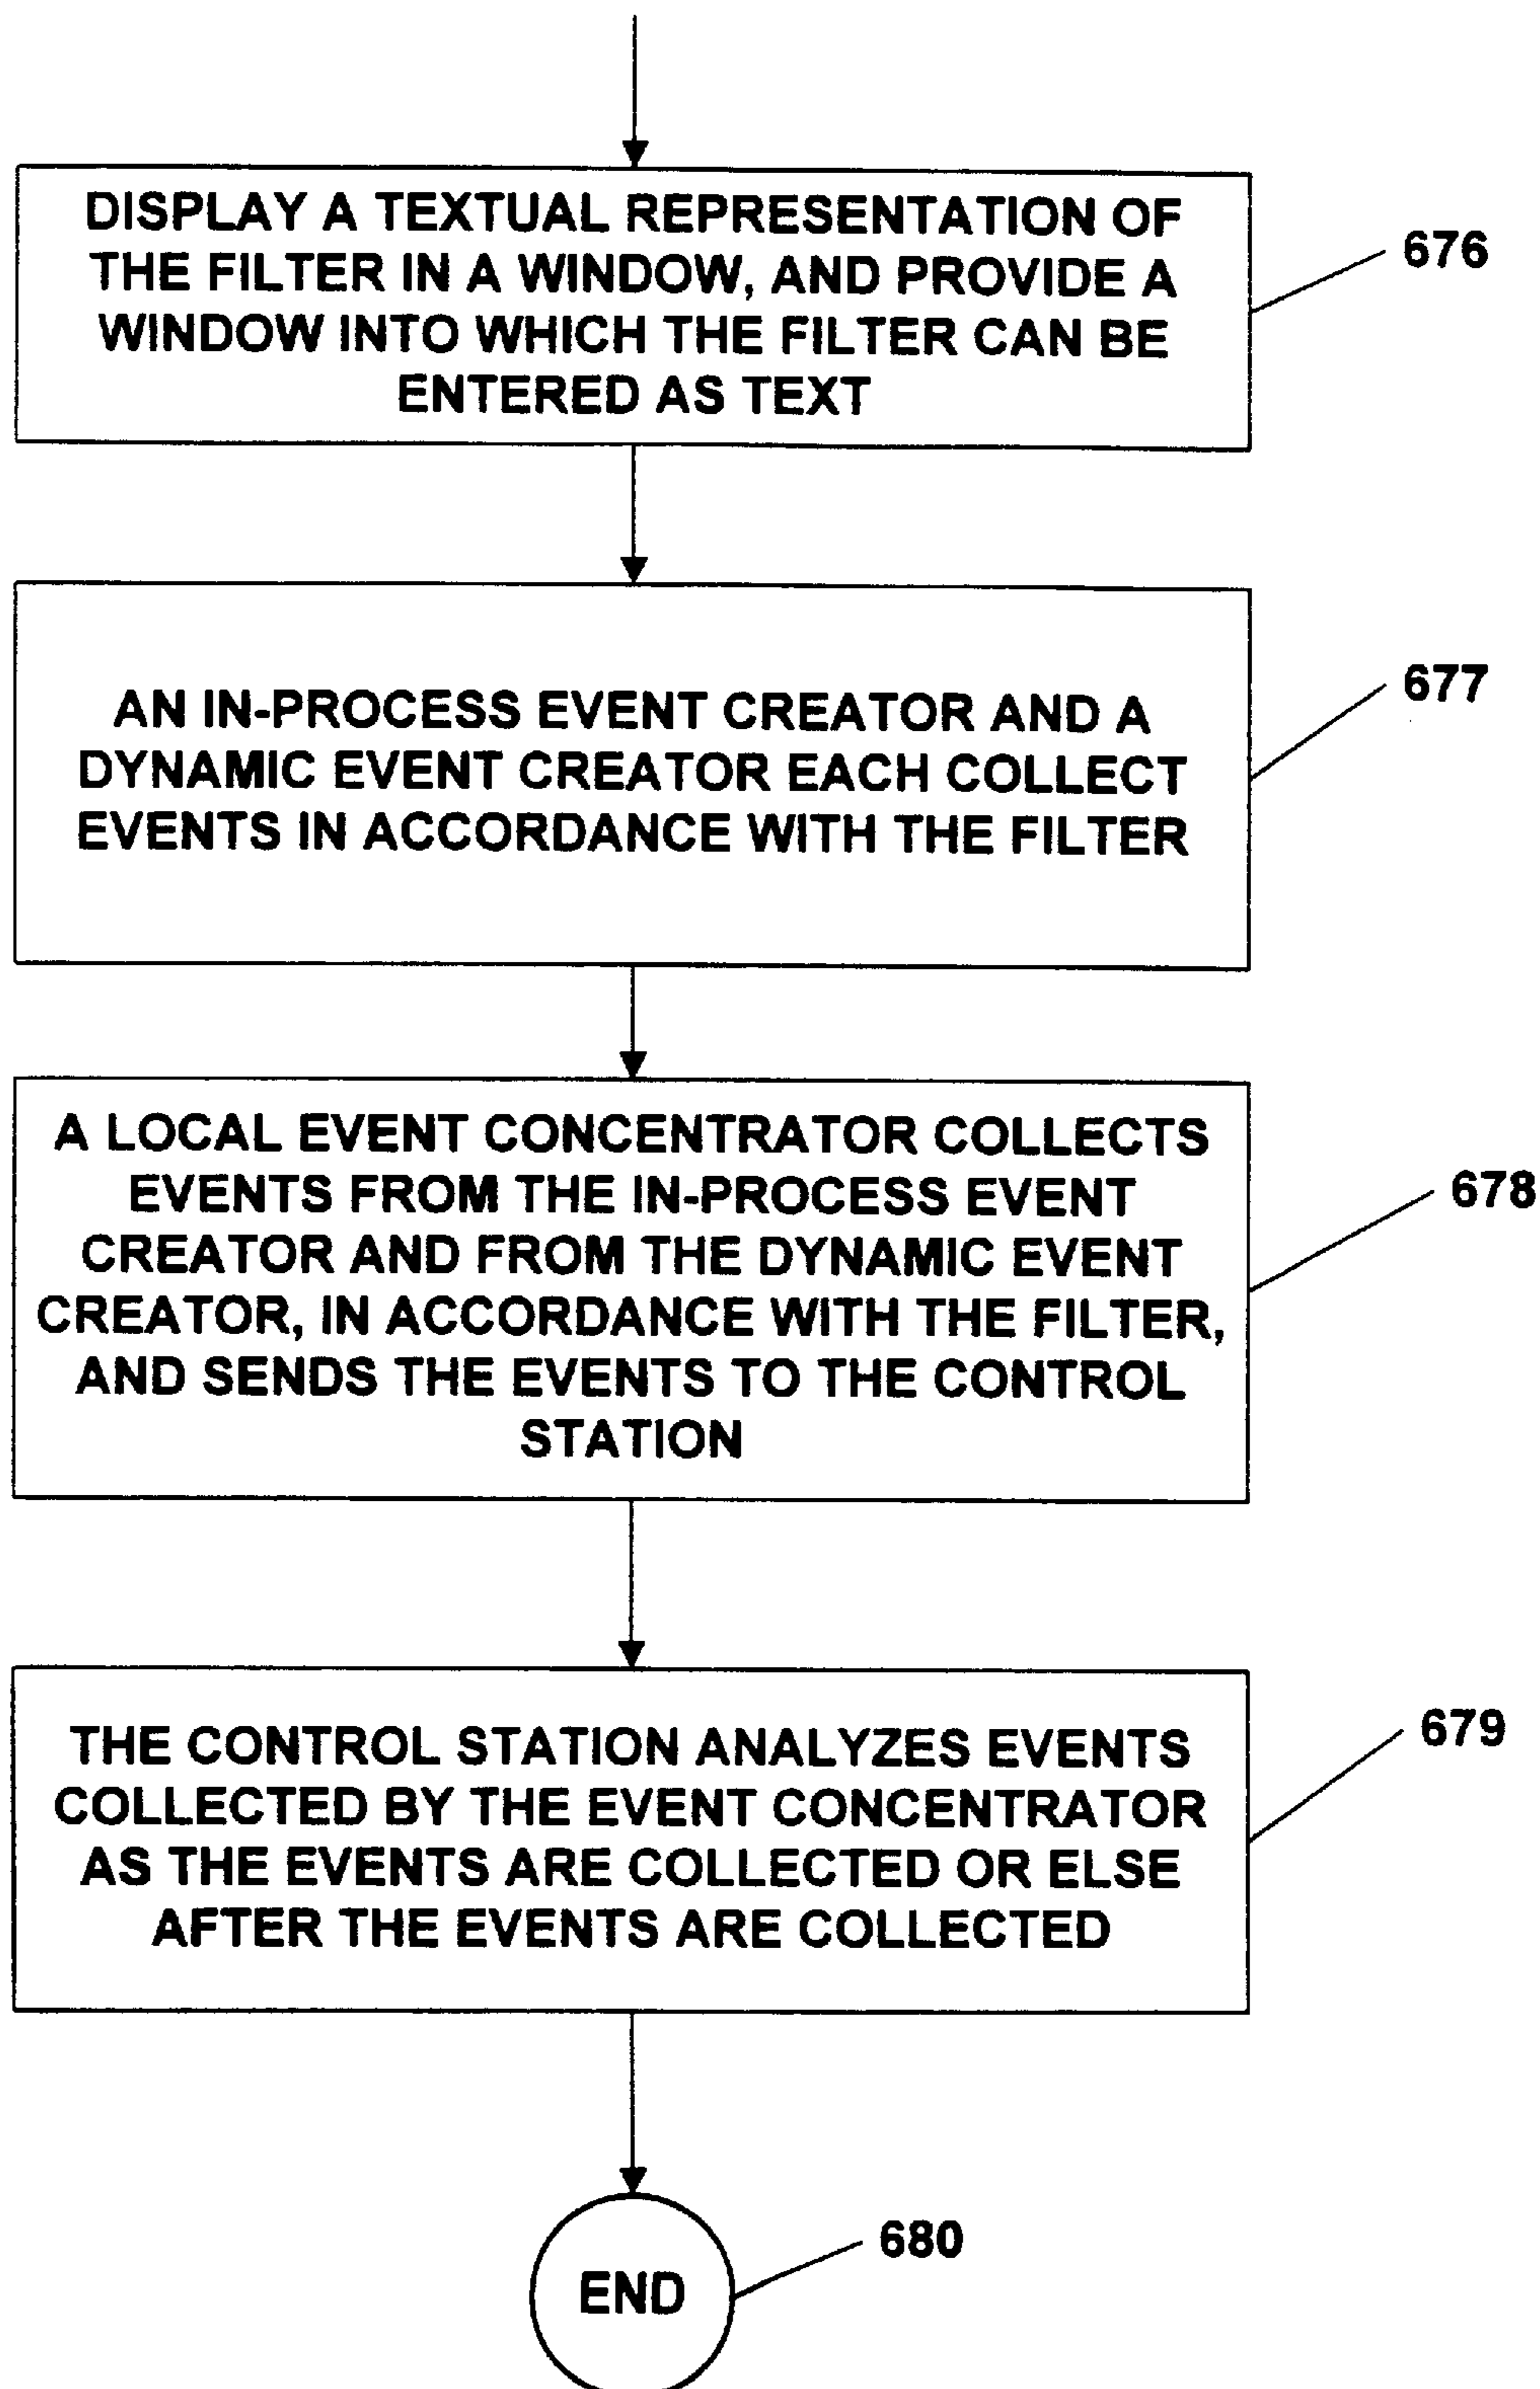 DISPLAY A TEXTUAL REPRESENTATION OF
THE FILTER IN A WINDOW, AND PROVIDE A
WINDOW INTO WHICH THE FILTER CAN BE
ENTERED AS TEXT
676
AN IN-PROCESS EVENT CREATOR AND A
DYNAMIC EVENT CREATOR EACH COLLECT
EVENTS IN ACCORDANCE WITH THE FILTER
677
A LOCAL EVENT CONCENTRATOR COLLECTS
EVENTS FROM THE IN-PROCESS EVENT
CREATOR AND FROM THE DYNAMIC EVENT
CREATOR, IN ACCORDANCE WITH THE FILTER,
AND SENDS THE EVENTS TO THE CONTROL
STATION
678
THE CONTROL STATION ANALYZES EVENTS
COLLECTED BY THE EVENT CONCENTRATOR
AS THE EVENTS ARE COLLECTED OR ELSE
AFTER THE EVENTS ARE COLLECTED
679
END
680